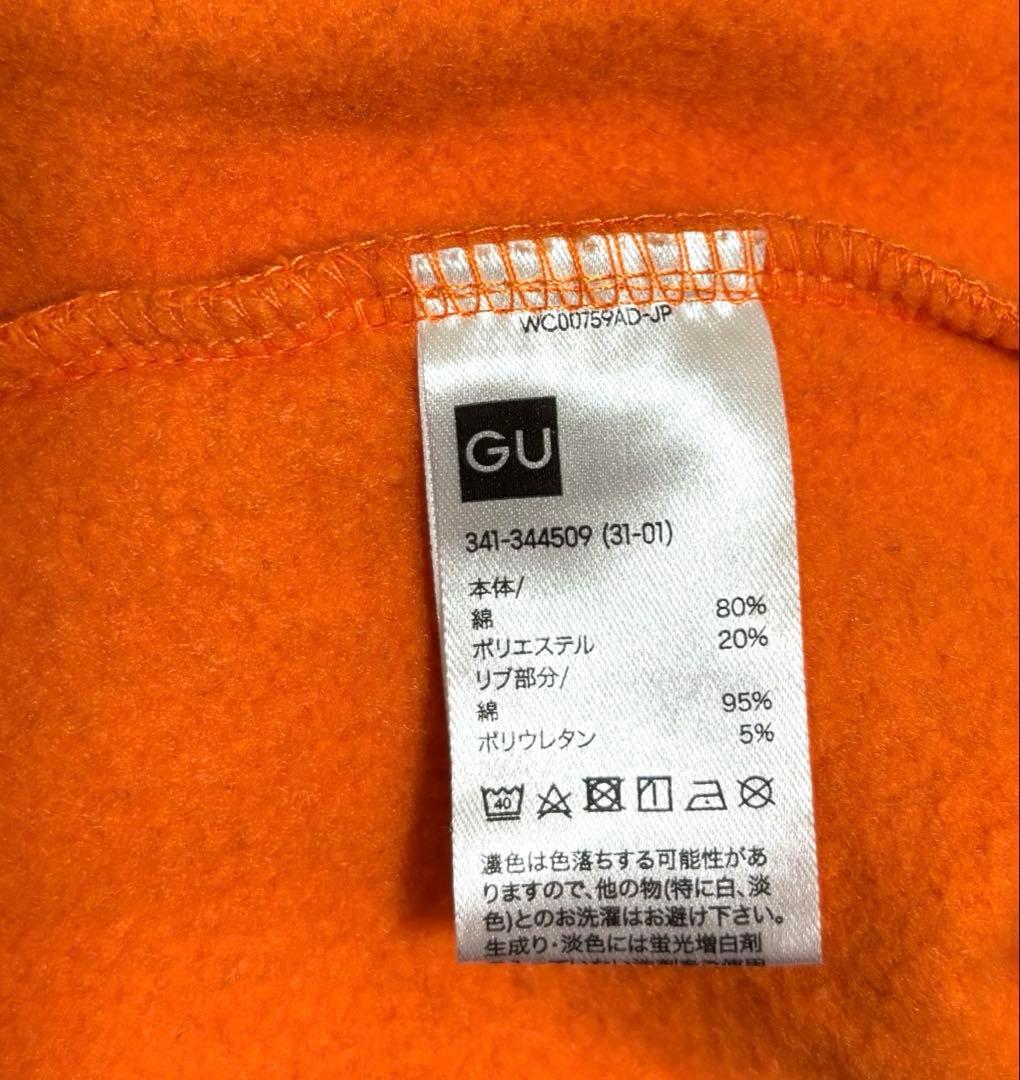 WC00759AD-JP
GU
341-344509 (31-01)
本体/
綿 80%
ポリエステル 20%
リブ部分/
綿 95%
ポリウレタン 5%
40
濃色は色落ちする可能性があ
りますので、他の物(特に白、淡
色)とのお洗濯はお避け下さい。
生成り・淡色には蛍光増白剤